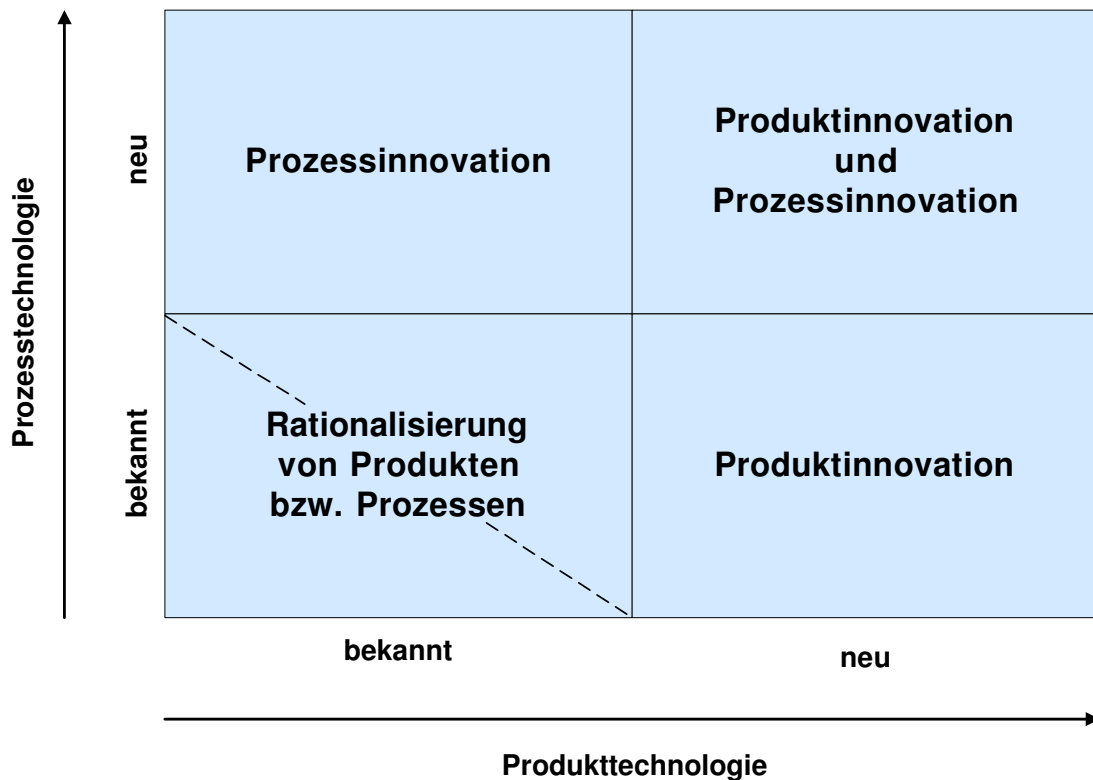 Prozesstechnologie
neu
bekannt
Prozessinnovation
Produktinnovation
und
Prozessinnovation
Rationalisierung
von Produkten
bzw. Prozessen
Produktinnovation
bekannt
neu
Produkttechnologie